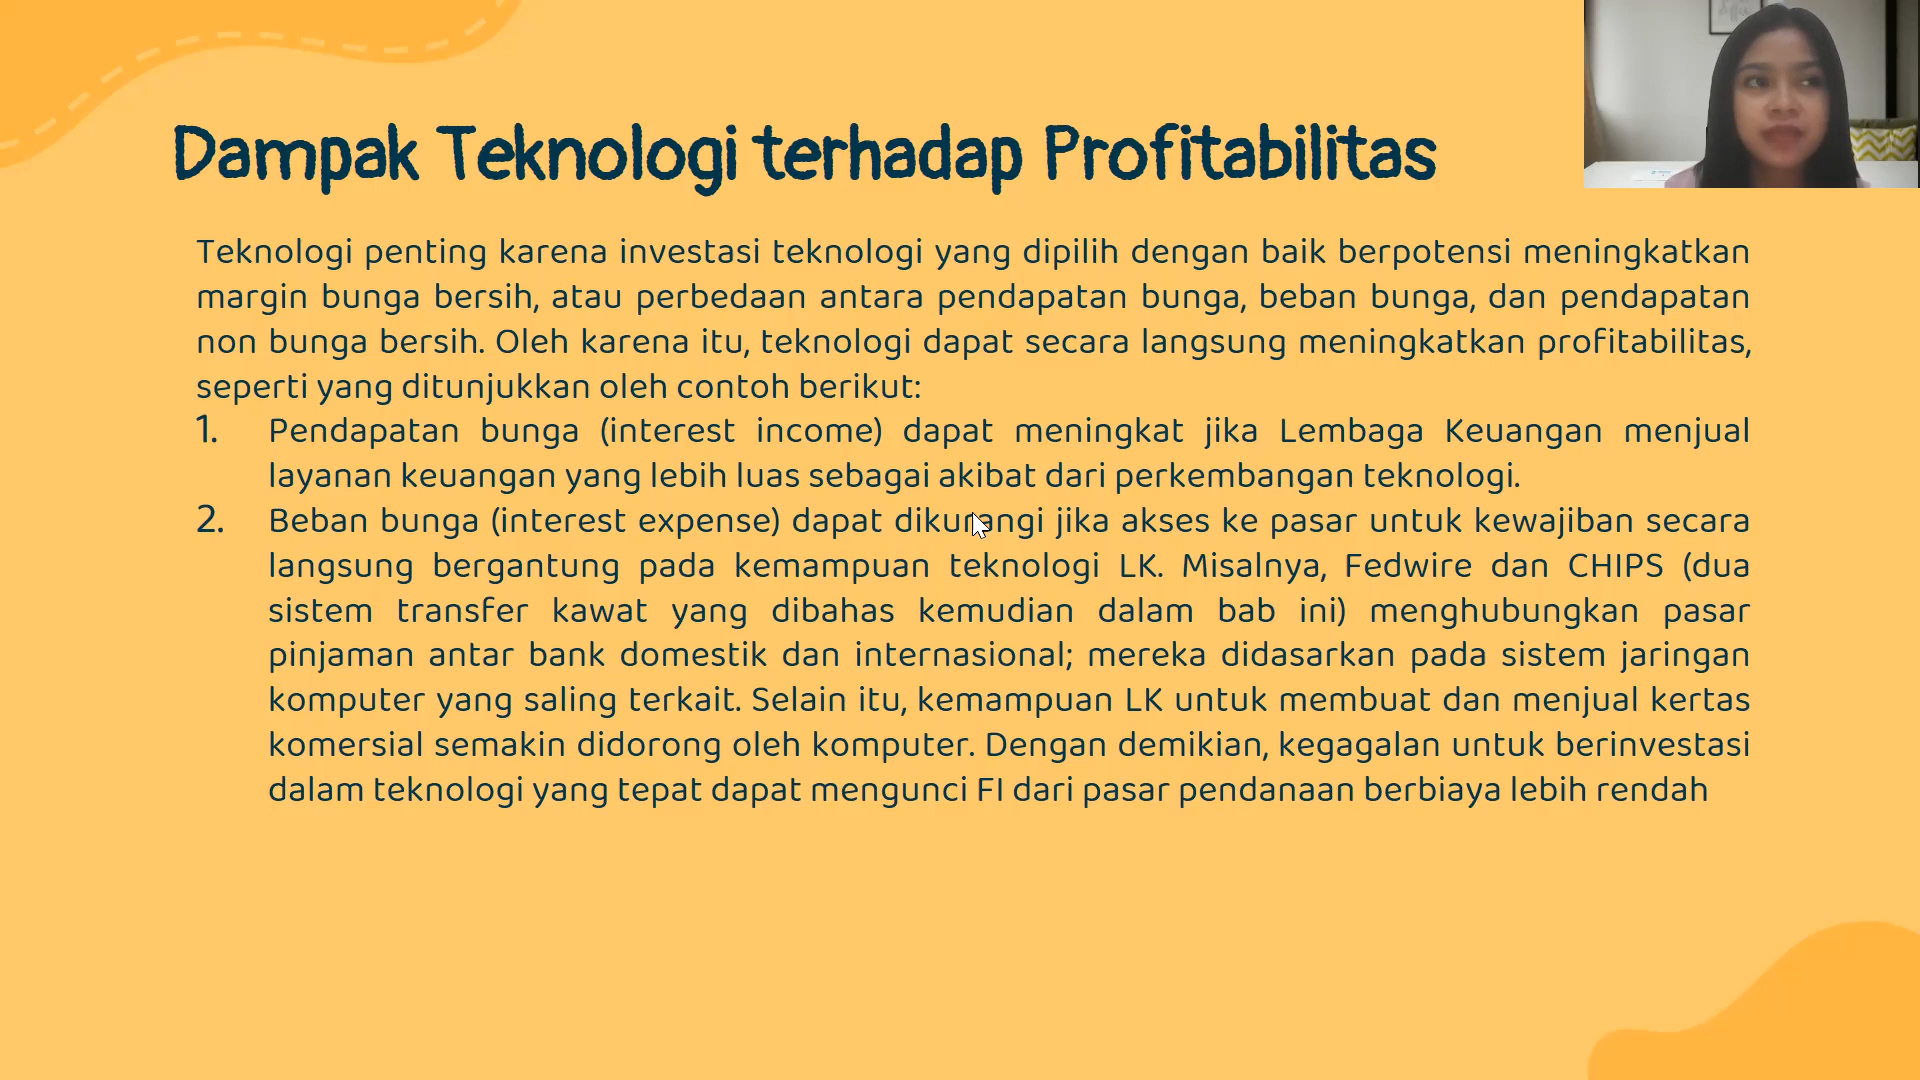 Dampak Teknologi terhadap Profitabilitas
Teknologi penting karena investasi teknologi yang dipilih dengan baik berpotensi meningkatkan
margin bunga bersih, atau perbedaan antara pendapatan bunga, beban bunga, dan pendapatan
non bunga bersih. Oleh karena itu, teknologi dapat secara langsung meningkatkan profitabilitas,
seperti yang ditunjukkan oleh contoh berikut:
1. Pendapatan bunga (interest income) dapat meningkat jika Lembaga Keuangan menjual
layanan keuangan yang lebih luas sebagai akibat dari perkembangan teknologi.
2. Beban bunga (interest expense) dapat dikurangi jika akses ke pasar untuk kewajiban secara
langsung bergantung pada kemampuan teknologi LK. Misalnya, Fedwire dan CHIPS (dua
sistem transfer kawat yang dibahas kemudian dalam bab ini) menghubungkan pasar
pinjaman antar bank domestik dan internasional; mereka didasarkan pada sistem jaringan
komputer yang saling terkait. Selain itu, kemampuan LK untuk membuat dan menjual kertas
komersial semakin didorong oleh komputer. Dengan demikian, kegagalan untuk berinvestasi
dalam teknologi yang tepat dapat mengunci FI dari pasar pendanaan berbiaya lebih rendah